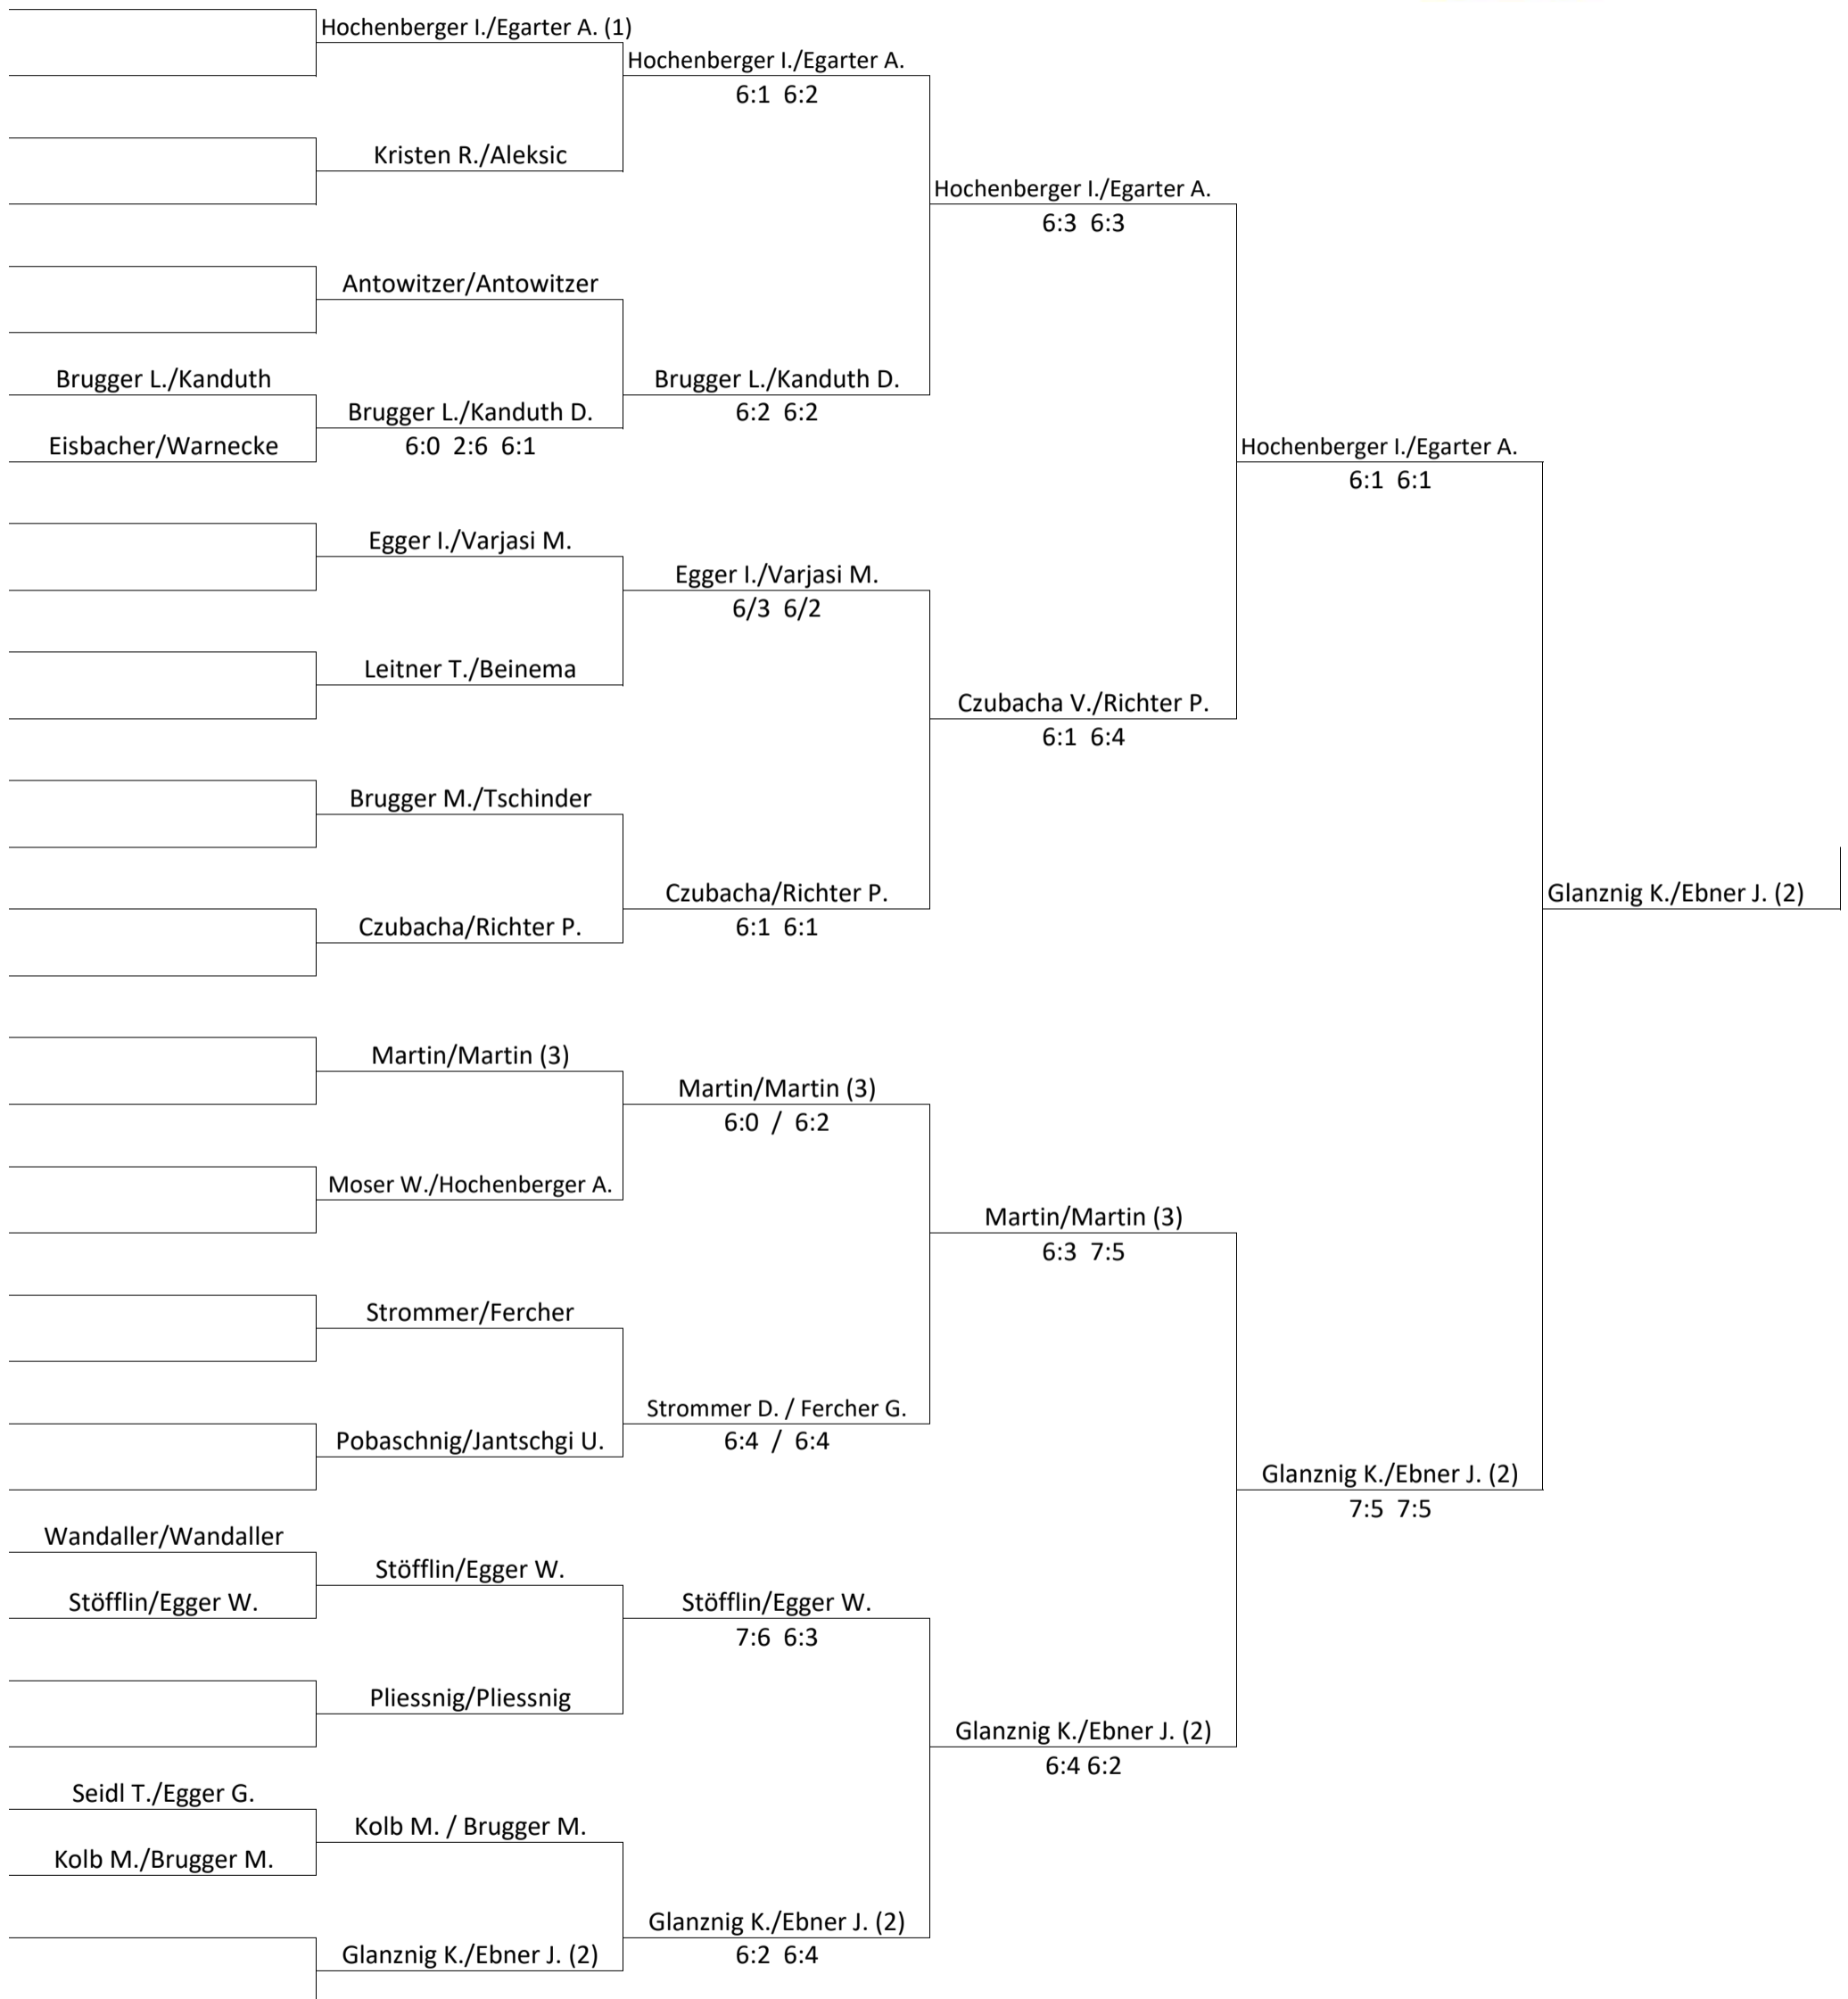 Hochenberger I./Egarter A. (1)
Hochenberger I./Egarter A.
6:1 6:2
Kristen R./Aleksic
Hochenberger I./Egarter A.
6:3 6:3
Antowitzer/Antowitzer
Brugger L./Kanduth
Brugger L./Kanduth D.
Brugger L./Kanduth D.
6:2 6:2
Eisbacher/Warnecke
6:0 2:6 6:1
Hochenberger I./Egarter A.
6:1 6:1
Egger I./Varjasi M.
Egger I./Varjasi M.
6/3 6/2
Leitner T./Beinema
Czubacha V./Richter P.
6:1 6:4
Brugger M./Tschinder
Czubacha/Richter P.
Glanznig K./Ebner J. (2)
Czubacha/Richter P.
6:1 6:1
Martin/Martin (3)
Martin/Martin (3)
6:0 / 6:2
Moser W./Hochenberger A.
Martin/Martin (3)
6:3 7:5
Strommer/Fercher
Strommer D. / Fercher G.
Pobaschnig/Jantschgi U.
6:4 / 6:4
Glanznig K./Ebner J. (2)
7:5 7:5
Wandaller/Wandaller
Stöfflin/Egger W.
Stöfflin/Egger W.
Stöfflin/Egger W.
7:6 6:3
Pliessnig/Pliessnig
Glanznig K./Ebner J. (2)
6:4 6:2
Seidl T./Egger G.
Kolb M. / Brugger M.
Kolb M./Brugger M.
Glanznig K./Ebner J. (2)
Glanznig K./Ebner J. (2)
6:2 6:4